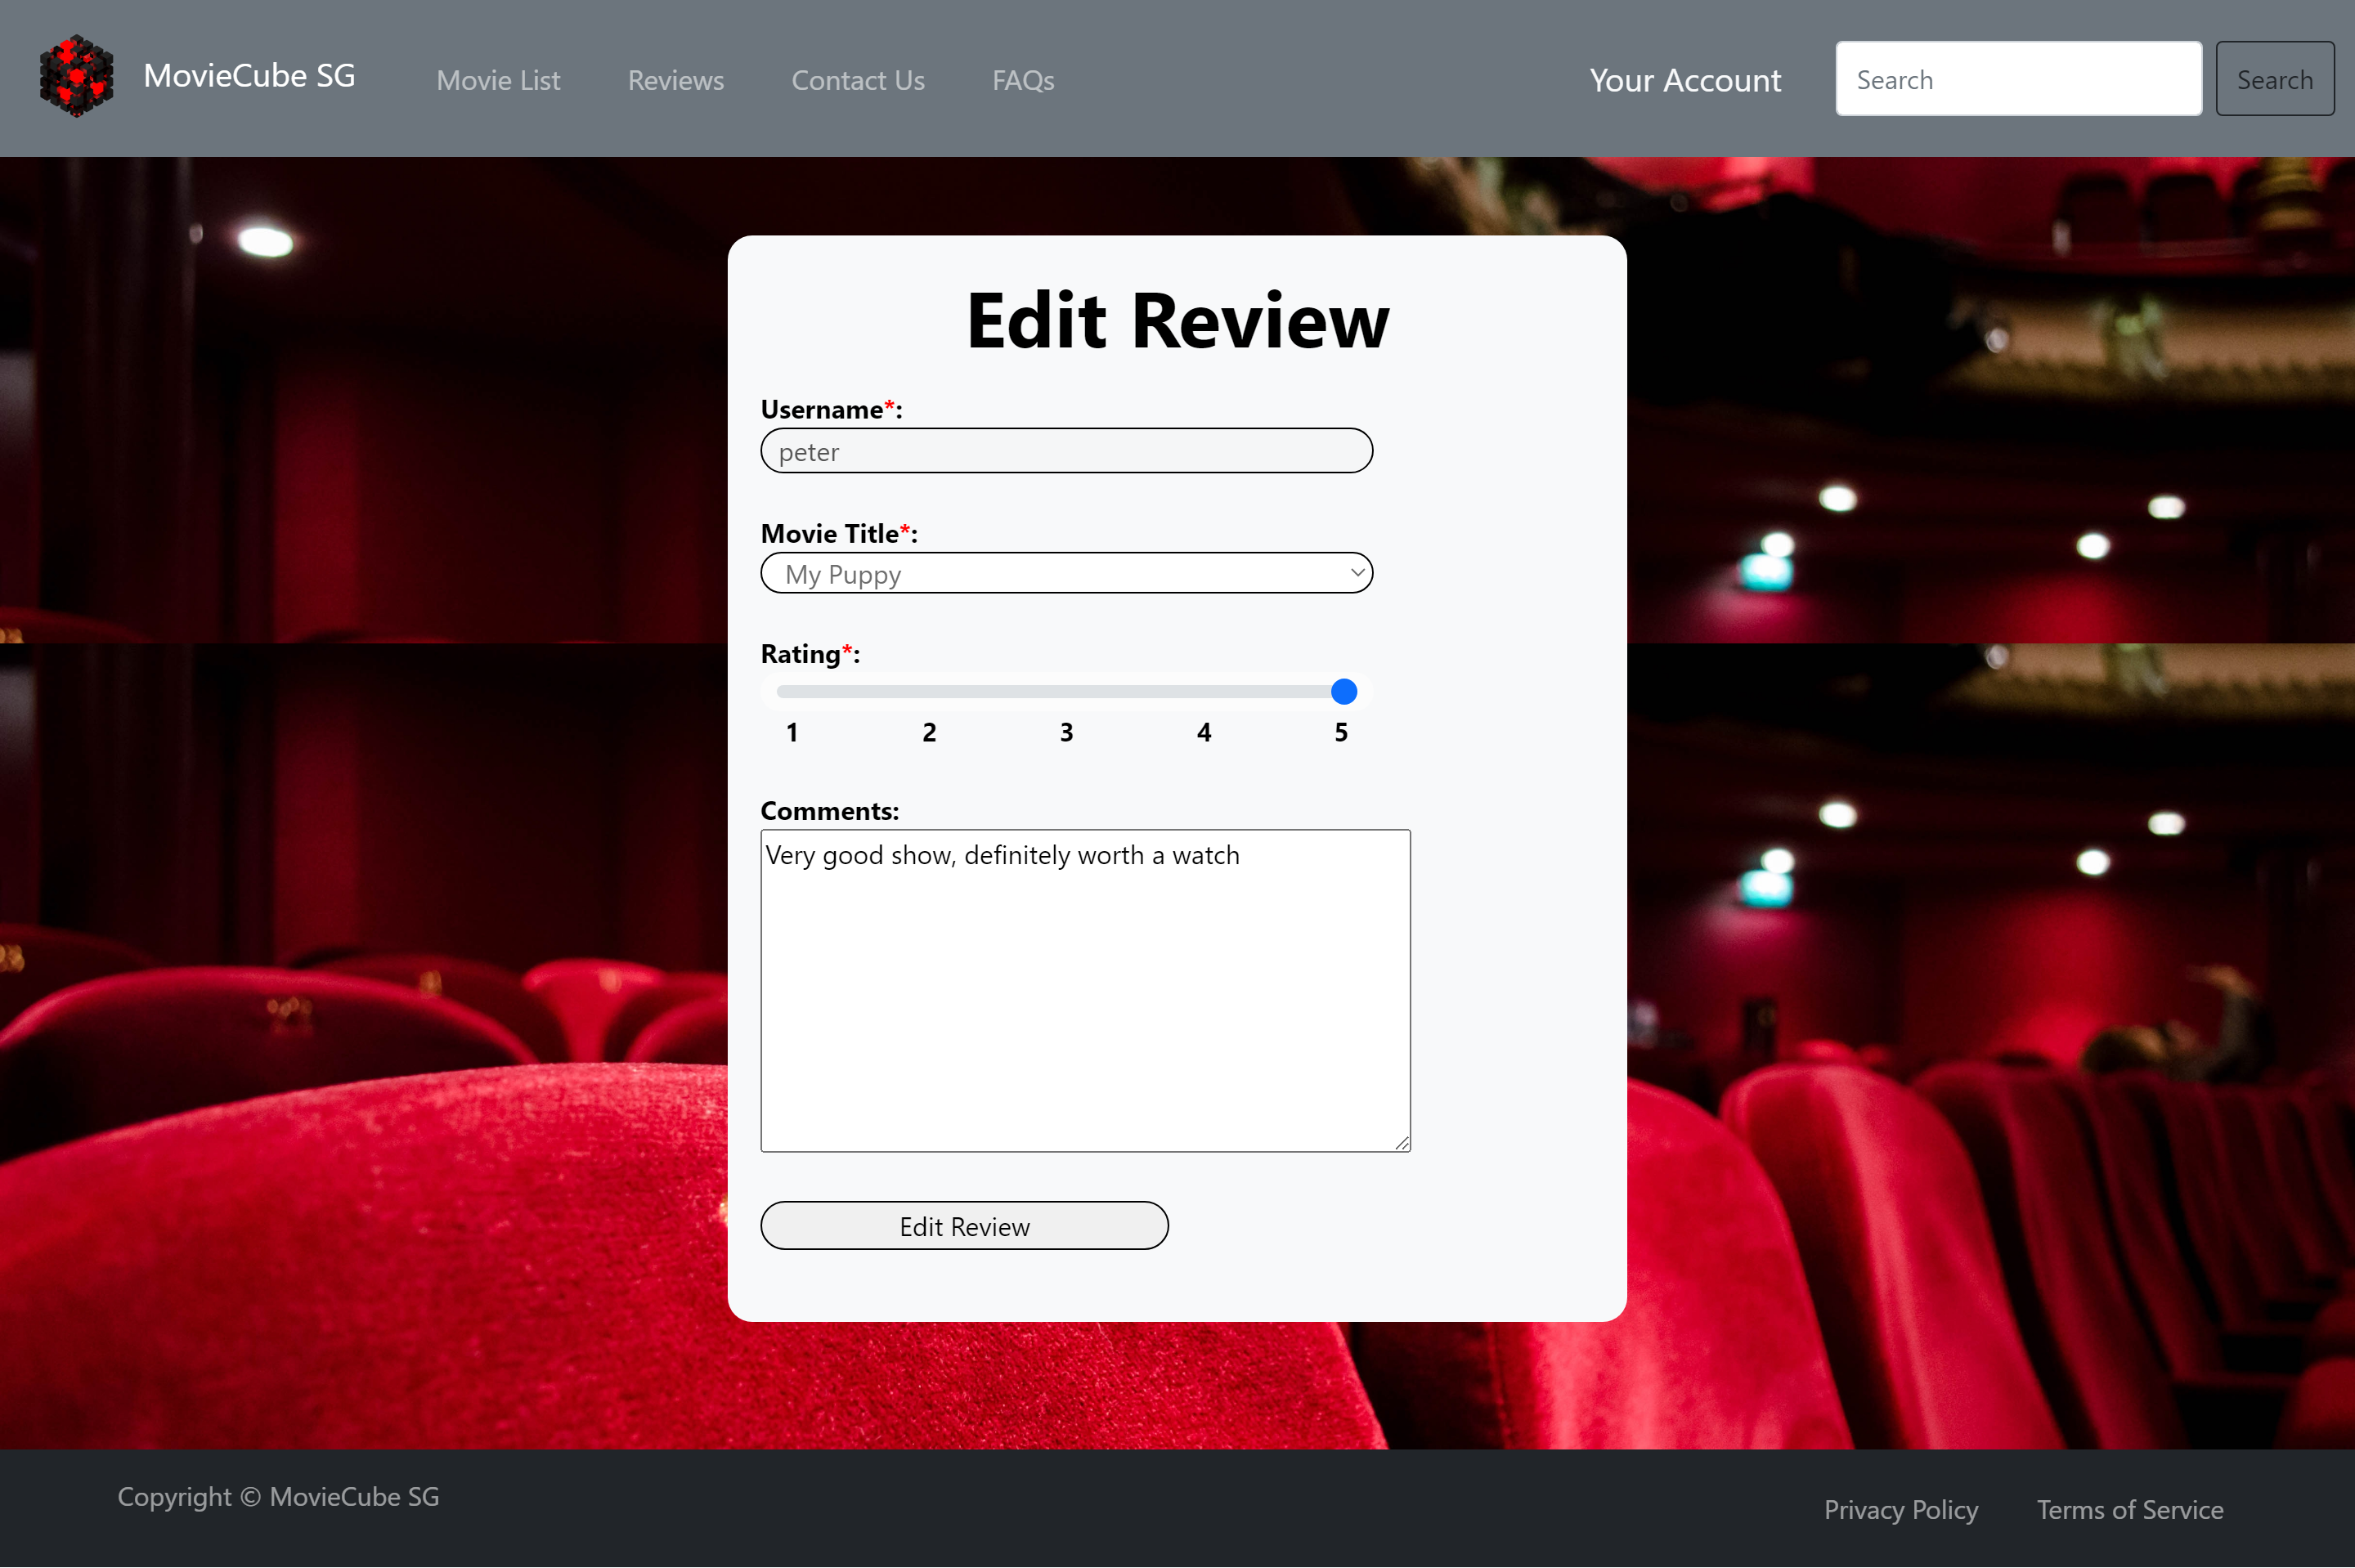 MovieCube SG
Movie List
Reviews
Contact Us
FAQs
Your Account
Search
Search
Edit Review
Username*:
peter
Movie Title*:
My Puppy
Rating*:
1 2 3 4 5
Comments:
Very good show, definitely worth a watch
Edit Review
Copyright © MovieCube SG
Privacy Policy
Terms of Service